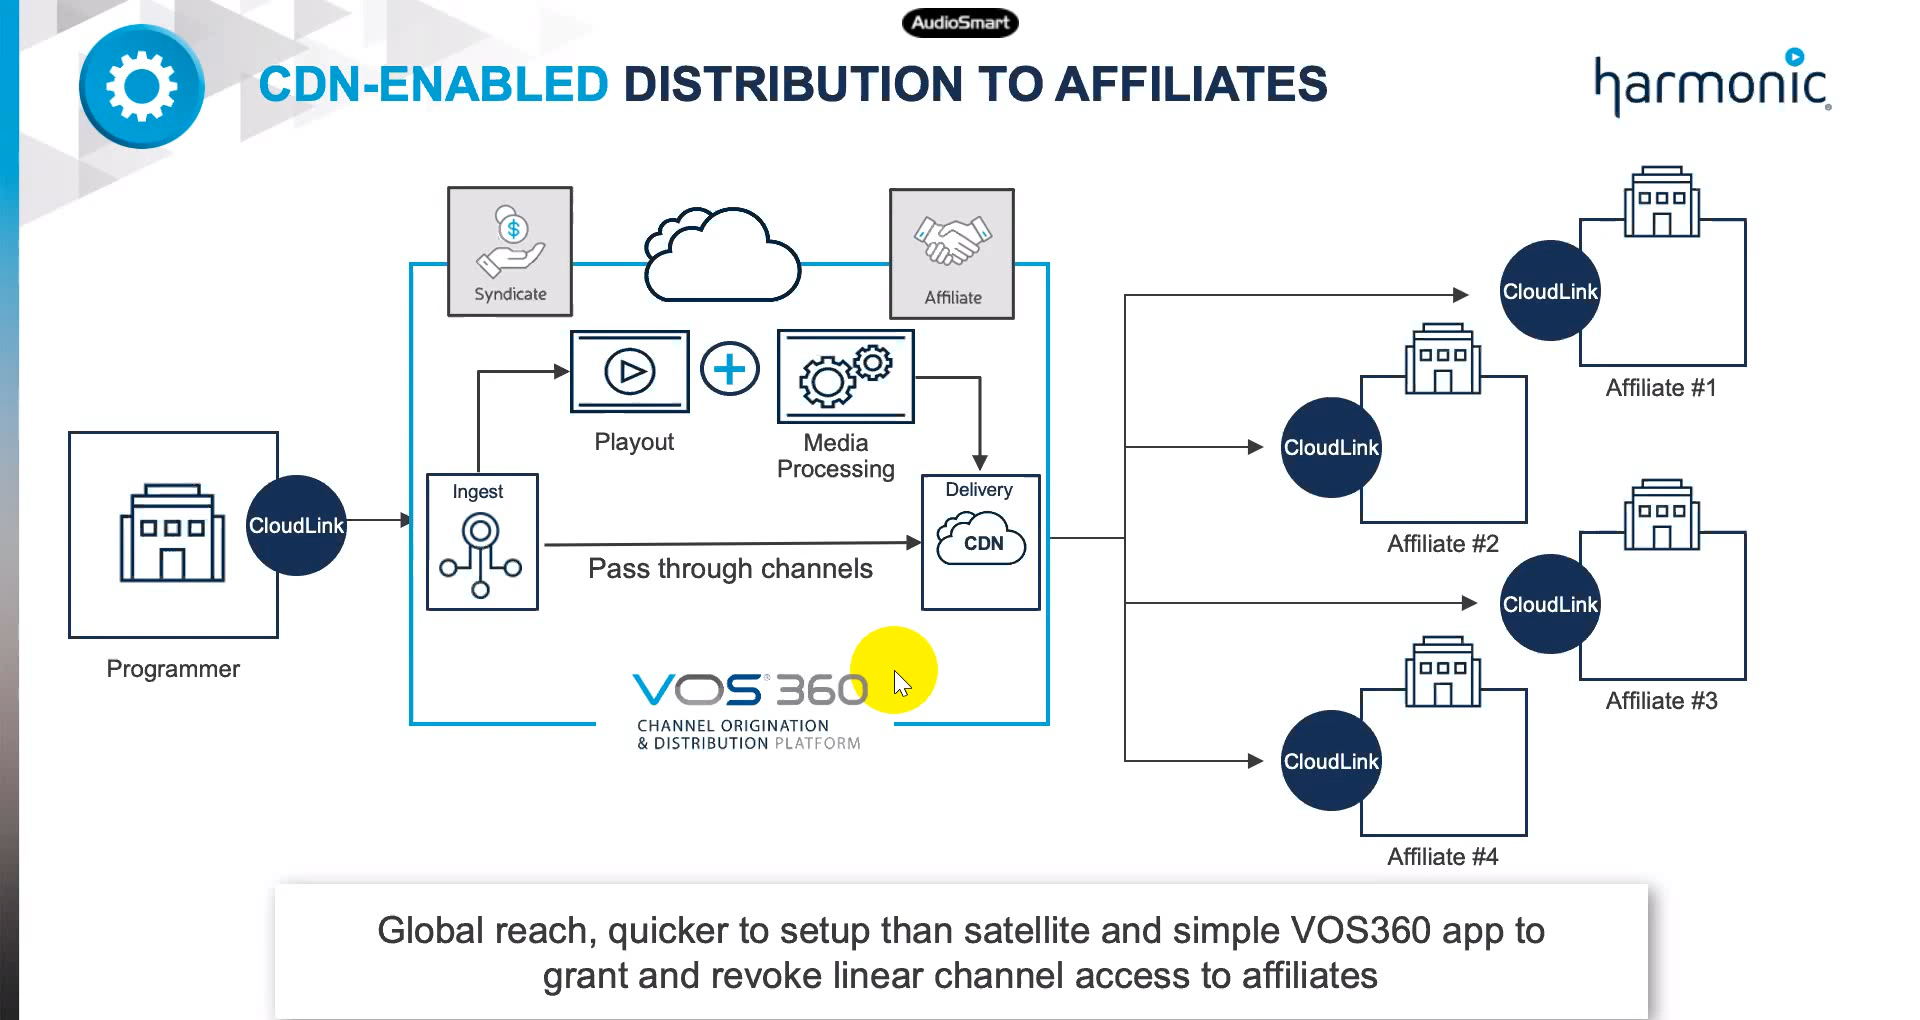 AudioSmart
CDN-ENABLED DISTRIBUTION TO AFFILIATES
harmonic
Syndicate
Affiliate
$
Playout
Media
Processing
Ingest
Delivery
CDN
Pass through channels
CloudLink
Programmer
VOS® 360
CHANNEL ORIGINATION
& DISTRIBUTION PLATFORM
CloudLink
Affiliate #1
CloudLink
Affiliate #2
CloudLink
Affiliate #3
CloudLink
Affiliate #4
Global reach, quicker to setup than satellite and simple VOS360 app to
grant and revoke linear channel access to affiliates